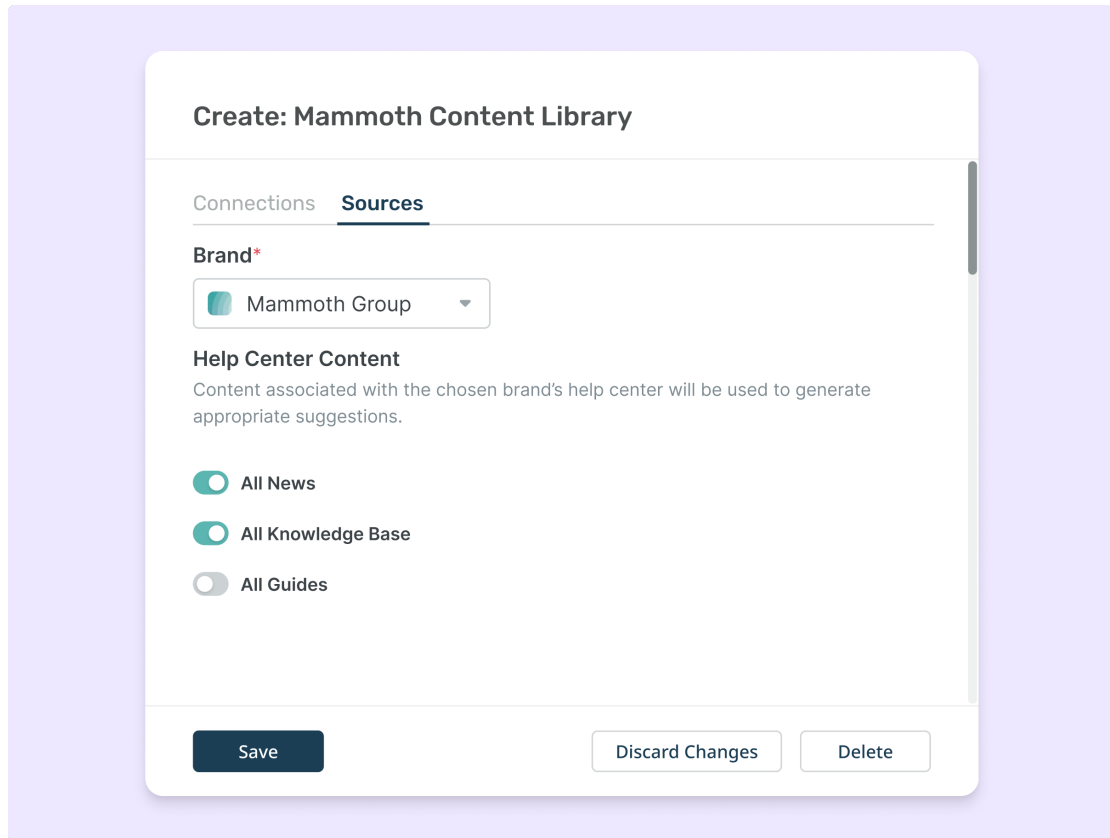 Create: Mammoth Content Library
Connections Sources
Brand*
Mammoth Group
Help Center Content
Content associated with the chosen brand’s help center will be used to generate
appropriate suggestions.
All News
All Knowledge Base
All Guides
Save Discard Changes Delete